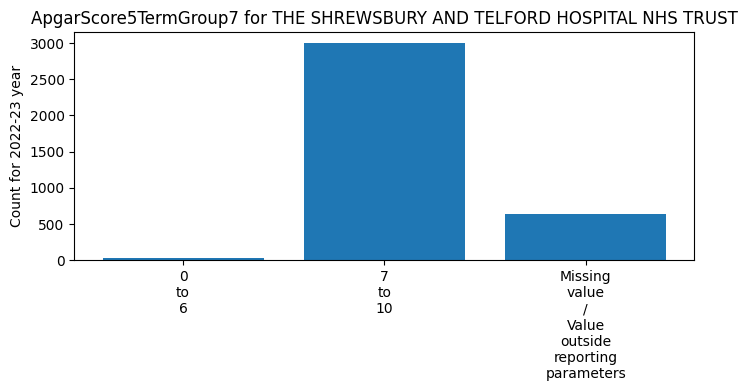 ApgarScore5TermGroup7 for THE SHREWSBURY AND TELFORD HOSPITAL NHS TRUST
Count for 2022-23 year
3000
2500
2000
1500
1000
500
0
0
to
6
7
to
10
Missing
value
/
Value
outside
reporting
parameters